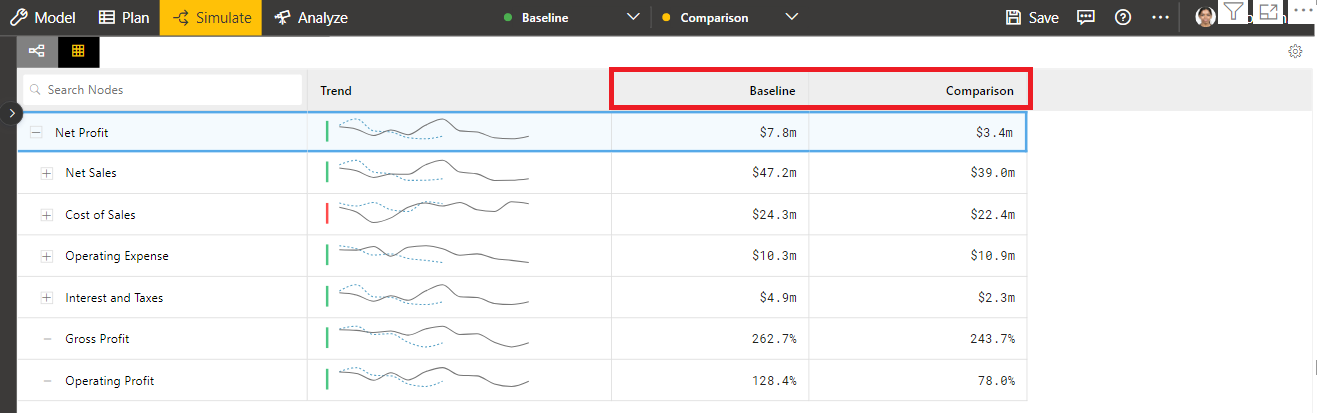 Model Plan Simulate Analyze Baseline Comparison Save
Search Nodes Trend Baseline Comparison
Net Profit $7.8m $3.4m
Net Sales $47.2m $39.0m
Cost of Sales $24.3m $22.4m
Operating Expense $10.3m $10.9m
Interest and Taxes $4.9m $2.3m
Gross Profit 262.7% 243.7%
Operating Profit 128.4% 78.0%